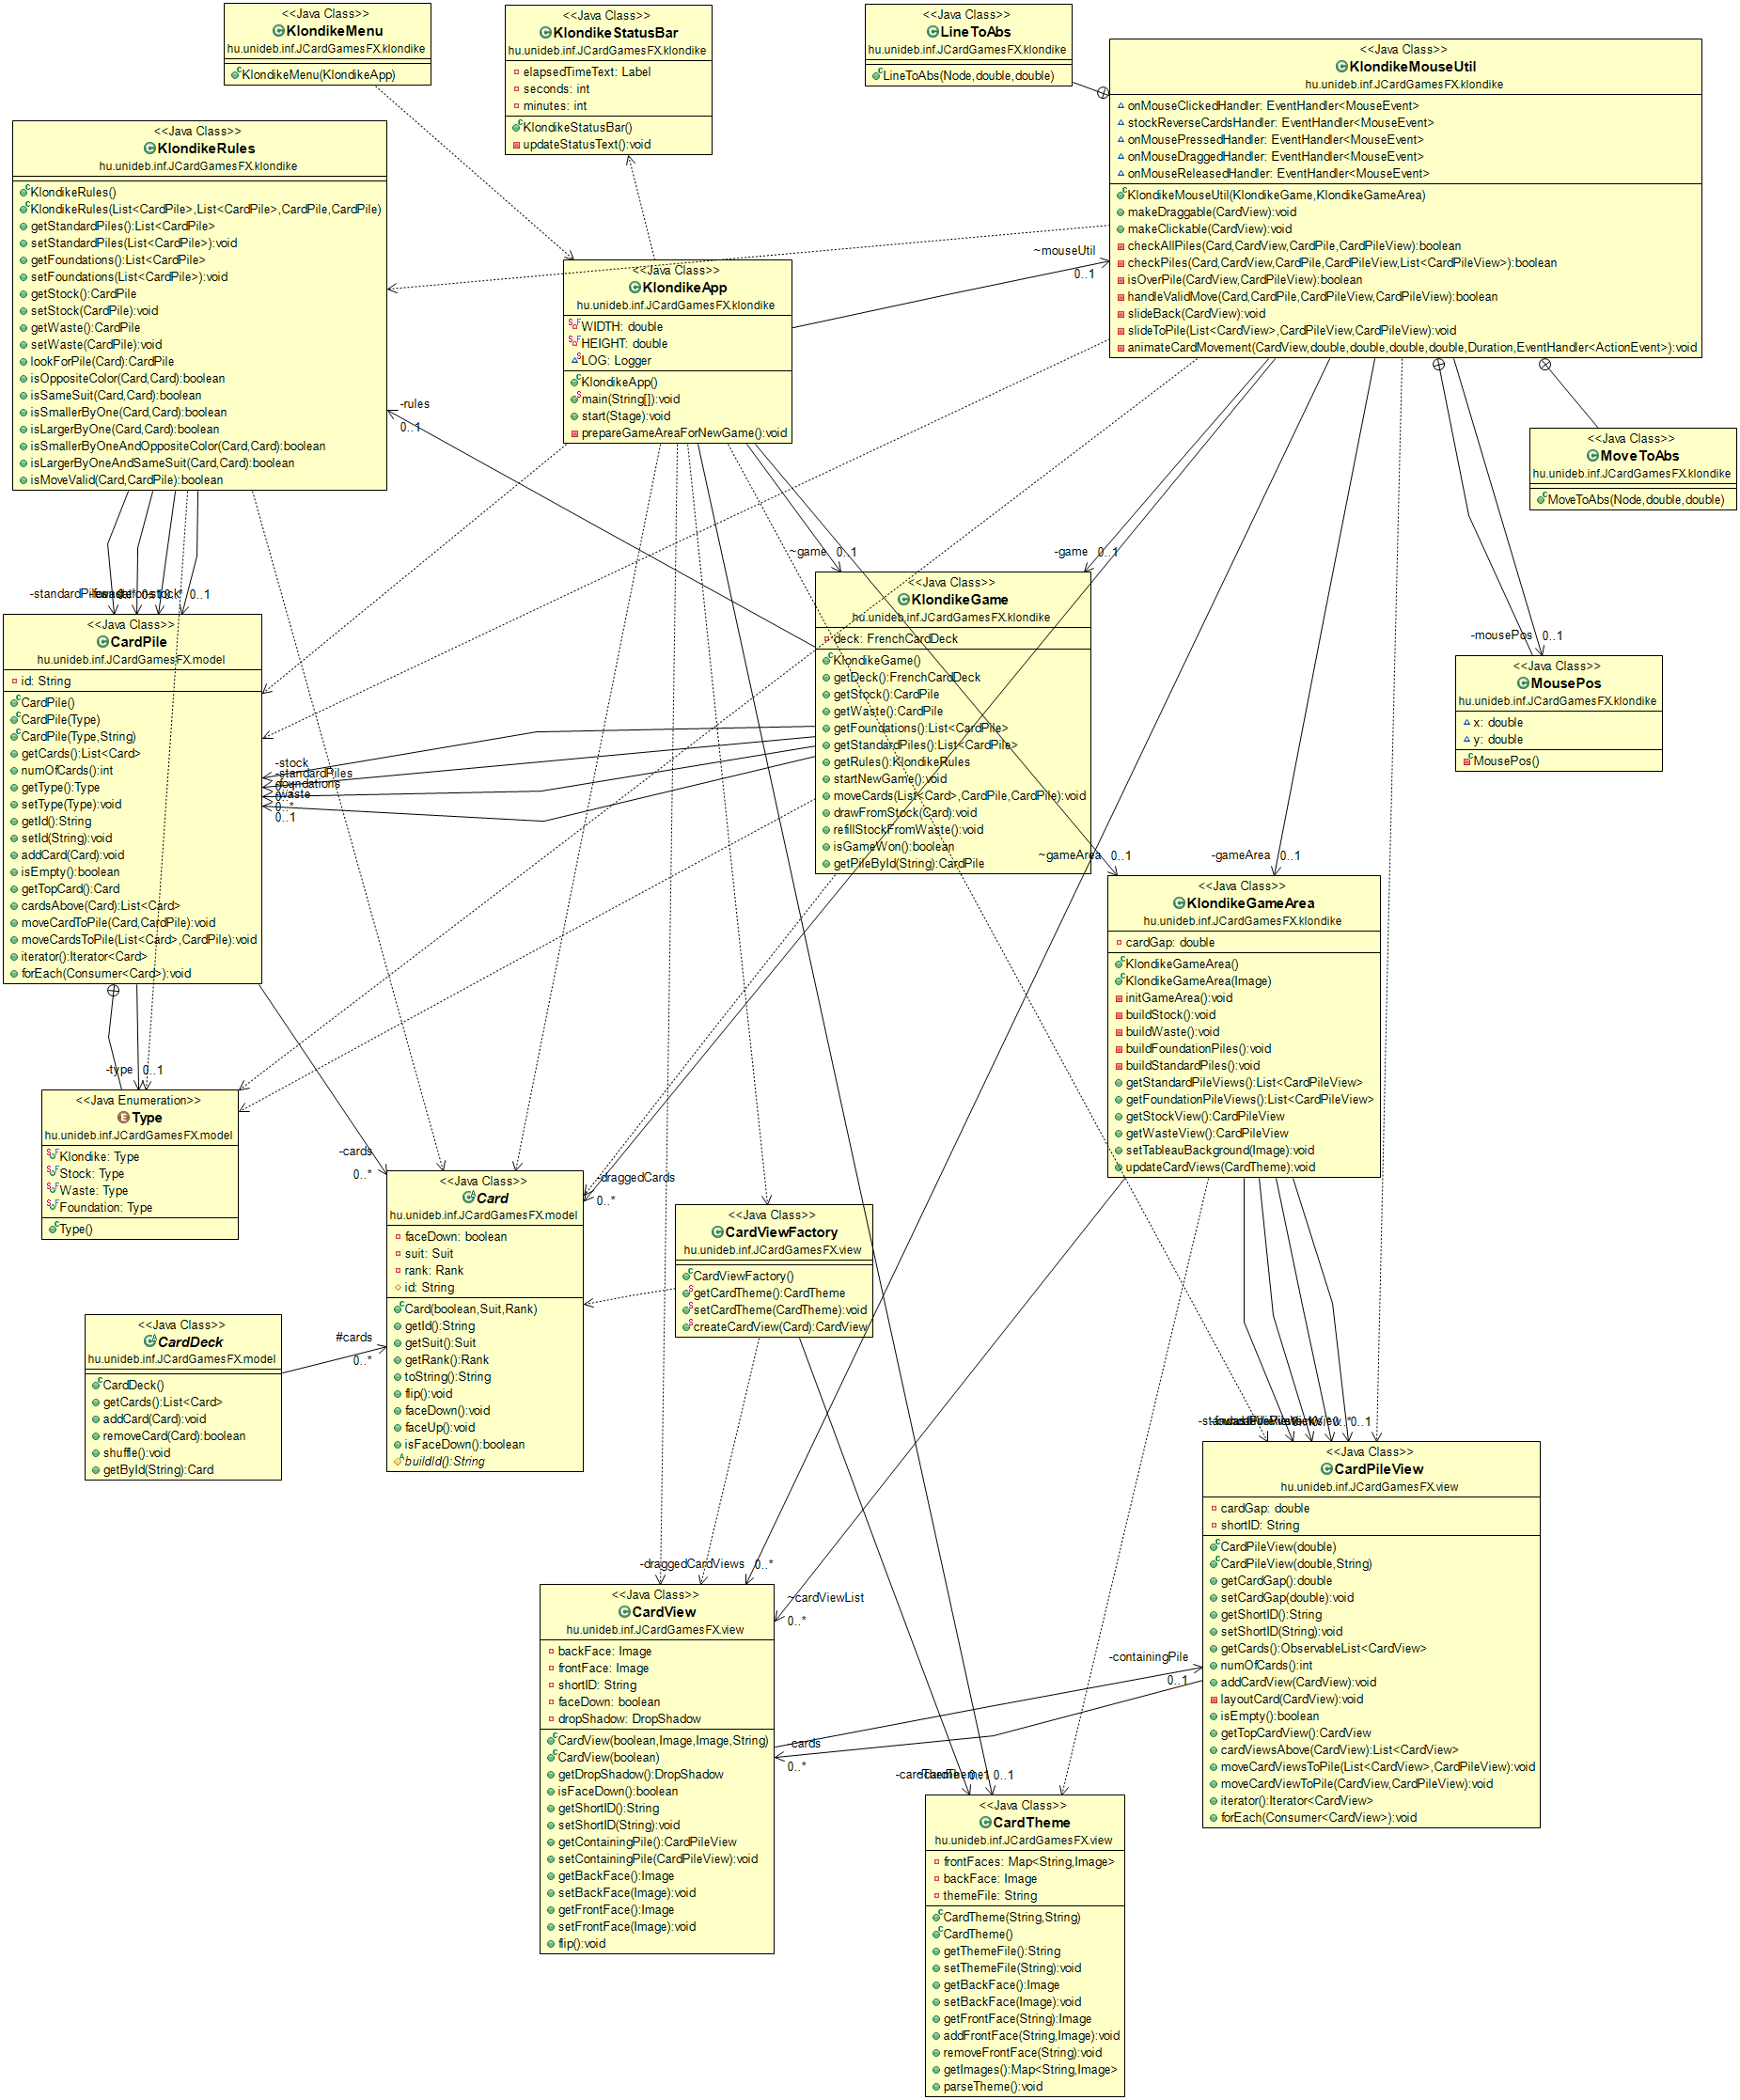 <<Java Class>>
KlondikeMenu
hu.unideb.inf.JCardGamesFX.klondike
KlondikeMenu(KlondikeApp)
<<Java Class>>
KlondikeStatusBar
hu.unideb.inf.JCardGamesFX.klondike
elapsedTimeText: Label
seconds: int
minutes: int
KlondikeStatusBar()
updateStatusText():void
<<Java Class>>
LineToAbs
hu.unideb.inf.JCardGamesFX.klondike
LineToAbs(Node,double,double)
<<Java Class>>
KlondikeMouseUtil
hu.unideb.inf.JCardGamesFX.klondike
onMouseClickedHandler: EventHandler<MouseEvent>
stockReverseCardsHandler: EventHandler<MouseEvent>
onMousePressedHandler: EventHandler<MouseEvent>
onMouseDraggedHandler: EventHandler<MouseEvent>
onMouseReleasedHandler: EventHandler<MouseEvent>
KlondikeMouseUtil(KlondikeGame,KlondikeGameArea)
makeDraggable(CardView):void
makeClickable(CardView):void
checkAllPiles(Card,CardView,CardPile,CardPileView):boolean
checkPiles(Card,CardView,CardPile,CardPileView,List<CardPileView>):boolean
isOverPile(CardView,CardPileView):boolean
handleValidMove(Card,CardPile,CardPileView,CardPileView):boolean
slideBack(CardView):void
slideToPile(List<CardView>,CardPileView,CardPileView):void
animateCardMovement(CardView,double,double,double,double,Duration,EventHandler<ActionEvent>):void
<<Java Class>>
KlondikeRules
hu.unideb.inf.JCardGamesFX.klondike
KlondikeRules()
KlondikeRules(List<CardPile>,List<CardPile>,CardPile,CardPile)
getStandardPiles():List<CardPile>
setStandardPiles(List<CardPile>):void
getFoundations():List<CardPile>
setFoundations(List<CardPile>):void
getStock():CardPile
setStock(CardPile):void
getWaste():CardPile
setWaste(CardPile):void
lookForPile(Card):CardPile
isOppositeColor(Card,Card):boolean
isSameSuit(Card,Card):boolean
isSmallerByOne(Card,Card):boolean
isLargerByOne(Card,Card):boolean
isSmallerByOneAndOppositeColor(Card,Card):boolean
isLargerByOneAndSameSuit(Card,Card):boolean
isMoveValid(Card,CardPile):boolean
~mouseUtil
0..1
<<Java Class>>
KlondikeApp
hu.unideb.inf.JCardGamesFX.klondike
WIDTH: double
HEIGHT: double
LOG: Logger
KlondikeApp()
main(String[]):void
start(Stage):void
prepareGameAreaForNewGame():void
-rules
0..1
<<Java Class>>
MoveToAbs
hu.unideb.inf.JCardGamesFX.klondike
MoveToAbs(Node,double,double)
~game 0..1
-game 0..1
<<Java Class>>
KlondikeGame
hu.unideb.inf.JCardGamesFX.klondike
deck: FrenchCardDeck
KlondikeGame()
getDeck():FrenchCardDeck
getStock():CardPile
getWaste():CardPile
getFoundations():List<CardPile>
getStandardPiles():List<CardPile>
getRules():KlondikeRules
startNewGame():void
moveCards(List<Card>,CardPile,CardPile):void
drawFromStock(Card):void
refillStockFromWaste():void
isGameWon():boolean
getPileById(String):CardPile
0..1
<<Java Class>>
CardPile
hu.unideb.inf.JCardGamesFX.model
id: String
CardPile()
CardPile(Type)
CardPile(Type,String)
getCards():List<Card>
numOfCards():int
getType():Type
setType(Type):void
getId():String
setId(String):void
addCard(Card):void
isEmpty():boolean
getTopCard():Card
cardsAbove(Card):List<Card>
moveCardToPile(Card,CardPile):void
moveCardsToPile(List<Card>,CardPile):void
iterator():Iterator<Card>
forEach(Consumer<Card>):void
-stock
-standardPiles
-foundations
-waste
0..*
0..1
-mousePos 0..1
<<Java Class>>
MousePos
hu.unideb.inf.JCardGamesFX.klondike
x: double
y: double
MousePos()
~gameArea 0..1
-gameArea 0..1
<<Java Class>>
KlondikeGameArea
hu.unideb.inf.JCardGamesFX.klondike
cardGap: double
KlondikeGameArea()
KlondikeGameArea(Image)
initGameArea():void
buildStock():void
buildWaste():void
buildFoundationPiles():void
buildStandardPiles():void
getStandardPileViews():List<CardPileView>
getFoundationPileViews():List<CardPileView>
getStockView():CardPileView
getWasteView():CardPileView
setTableauBackground(Image):void
updateCardViews(CardTheme):void
-type 0..1
<<Java Enumeration>>
Type
hu.unideb.inf.JCardGamesFX.model
Klondike: Type
Stock: Type
Waste: Type
Foundation: Type
Type()
-cards
0..*
<<Java Class>>
Card
hu.unideb.inf.JCardGamesFX.model
faceDown: boolean
suit: Suit
rank: Rank
id: String
Card(boolean,Suit,Rank)
getId():String
getSuit():Suit
getRank():Rank
toString():String
flip():void
faceDown():void
faceUp():void
isFaceDown():boolean
buildId():String
-draggedCards
0..*
<<Java Class>>
CardViewFactory
hu.unideb.inf.JCardGamesFX.view
CardViewFactory()
getCardTheme():CardTheme
setCardTheme(CardTheme):void
createCardView(Card):CardView
<<Java Class>>
CardDeck
hu.unideb.inf.JCardGamesFX.model
CardDeck()
getCards():List<Card>
addCard(Card):void
removeCard(Card):boolean
shuffle():void
getById(String):Card
#cards
0..*
0..1
<<Java Class>>
CardPileView
hu.unideb.inf.JCardGamesFX.view
cardGap: double
shortID: String
CardPileView(double)
CardPileView(double,String)
getCardGap():double
setCardGap(double):void
getShortID():String
setShortID(String):void
getCards():ObservableList<CardView>
numOfCards():int
addCardView(CardView):void
layoutCard(CardView):void
isEmpty():boolean
getTopCardView():CardView
cardViewsAbove(CardView):List<CardView>
moveCardViewsToPile(List<CardView>,CardPileView):void
moveCardViewToPile(CardView,CardPileView):void
iterator():Iterator<CardView>
forEach(Consumer<CardView>):void
-draggedCardViews 0..*
<<Java Class>>
CardView
hu.unideb.inf.JCardGamesFX.view
backFace: Image
frontFace: Image
shortID: String
faceDown: boolean
dropShadow: DropShadow
CardView(boolean,Image,Image,String)
CardView(boolean)
getDropShadow():DropShadow
isFaceDown():boolean
getShortID():String
setShortID(String):void
getContainingPile():CardPileView
setContainingPile(CardPileView):void
getBackFace():Image
setBackFace(Image):void
getFrontFace():Image
setFrontFace(Image):void
flip():void
~cardViewList
0..*
-containingPile
0..1
-cards
0..*
0..1
<<Java Class>>
CardTheme
hu.unideb.inf.JCardGamesFX.view
frontFaces: Map<String,Image>
backFace: Image
themeFile: String
CardTheme(String,String)
CardTheme()
getThemeFile():String
setThemeFile(String):void
getBackFace():Image
setBackFace(Image):void
getFrontFace(String):Image
addFrontFace(String,Image):void
removeFrontFace(String):void
getImages():Map<String,Image>
parseTheme():void